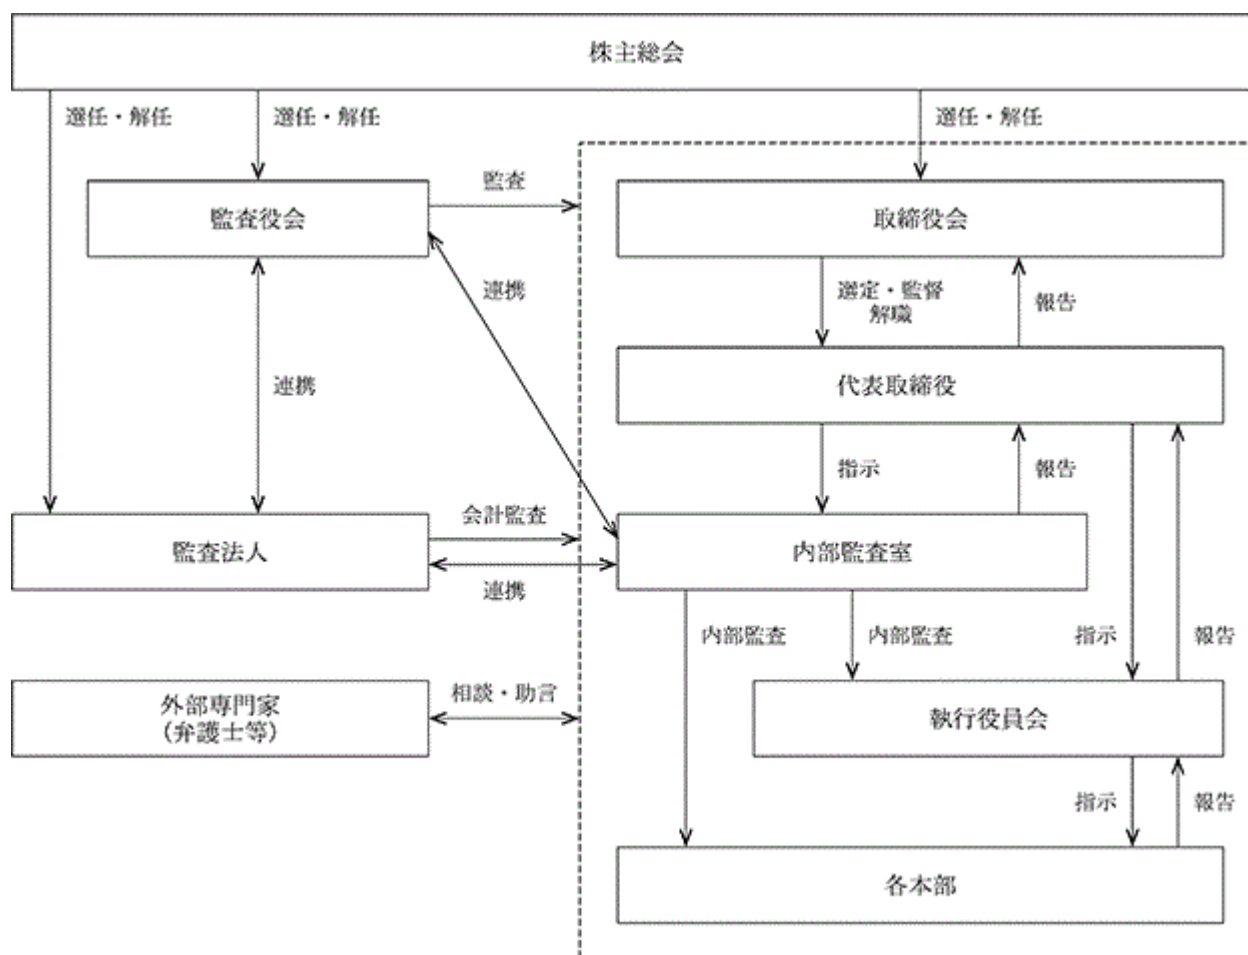 株主総会
選任・解任
選任・解任
選任・解任
監査役会
監査
取締役会
連携
選定・監督
解職
報告
代表取締役
連携
指示
報告
監査法人
会計監査
連携
内部監査室
内部監査
内部監査
指示
報告
外部専門家
(弁護士等)
相談・助言
執行役員会
指示
報告
各本部